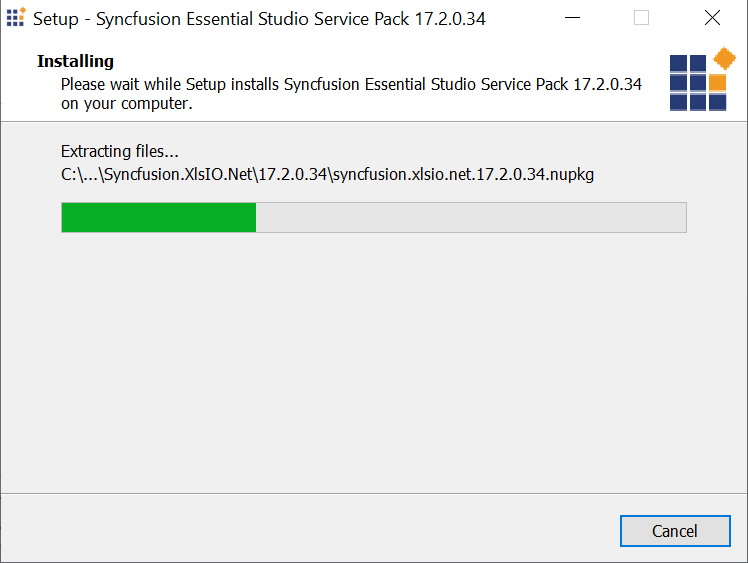 Setup - Syncfusion Essential Studio Service Pack 17.2.0.34
Installing
Please wait while Setup installs Syncfusion Essential Studio Service Pack 17.2.0.34
on your computer.
Extracting files...
C:\...\Syncfusion.XlsIO.Net\17.2.0.34\syncfusion.xlsio.net.17.2.0.34.nupkg
Cancel